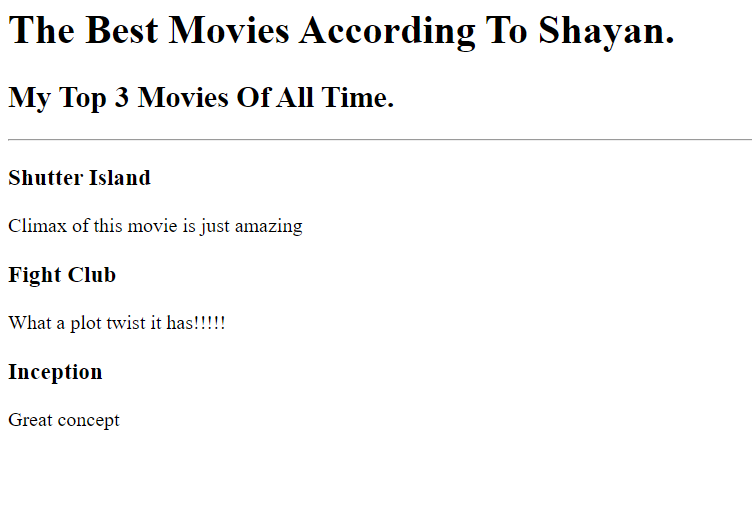 The Best Movies According To Shayan.
My Top 3 Movies Of All Time.
Shutter Island
Climax of this movie is just amazing
Fight Club
What a plot twist it has!!!!!
Inception
Great concept